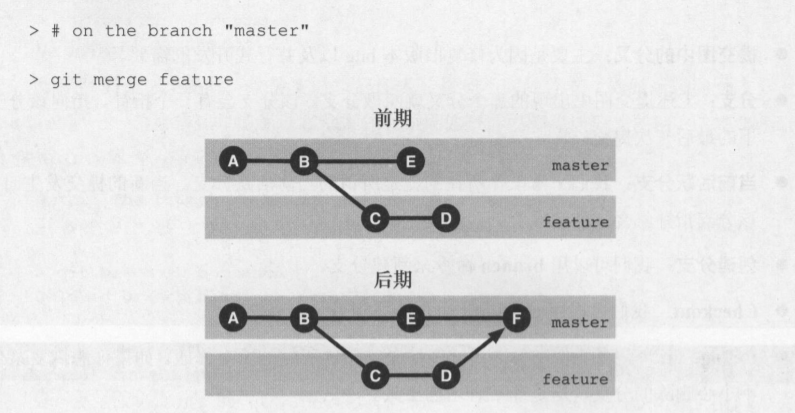 > # on the branch "master"
> git merge feature
前期
A B E master
C D feature
后期
A B E F master
C D feature